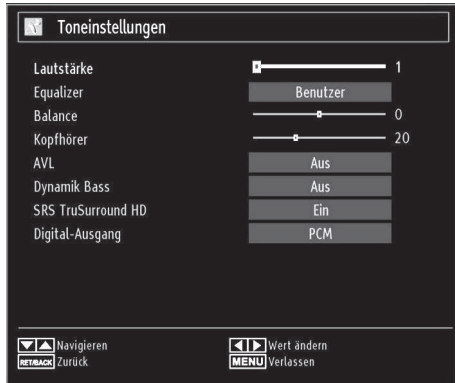 Toneinstellungen
Lautstärke 1
Equalizer Benutzer
Balance 0
Kopfhörer 20
AVL Aus
Dynamik Bass Aus
SRS TruSurround HD Ein
Digital-Ausgang PCM
Navigieren Wert ändern
RET/BACK Zurück MENU Verlassen